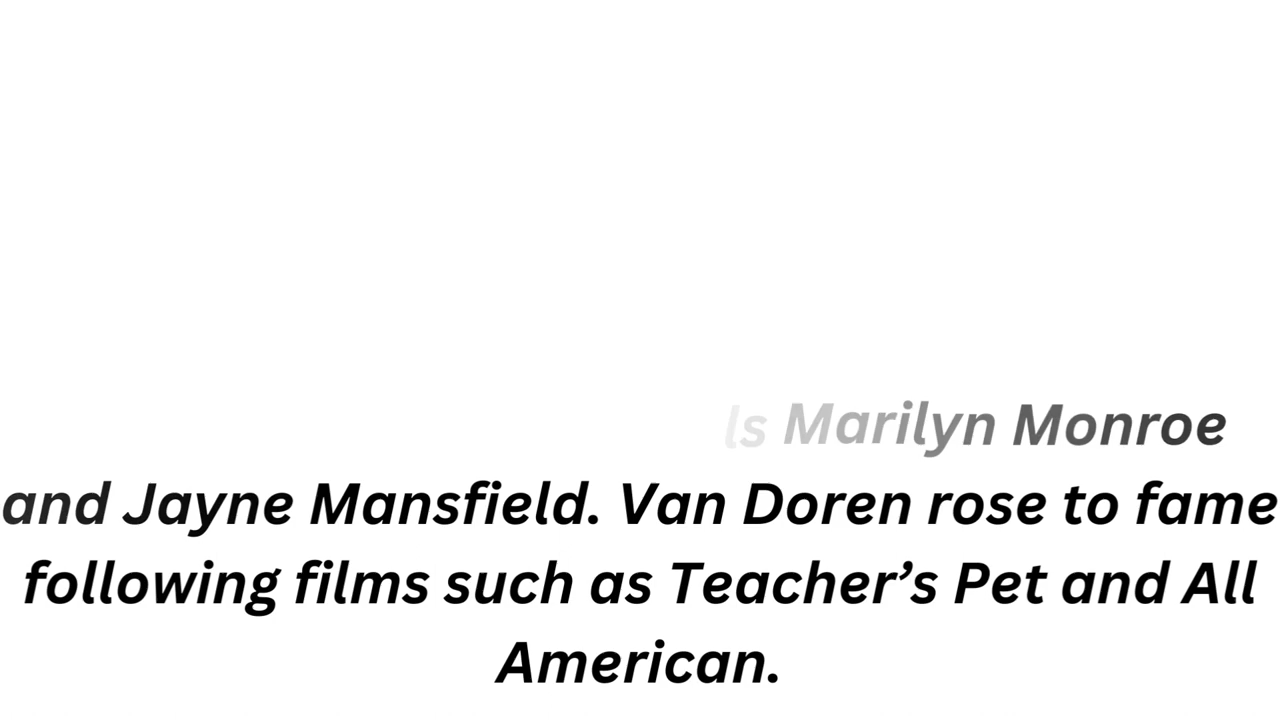 ls Marilyn Monroe
and Jayne Mansfield. Van Doren rose to fame
following films such as Teacher’s Pet and All
American.